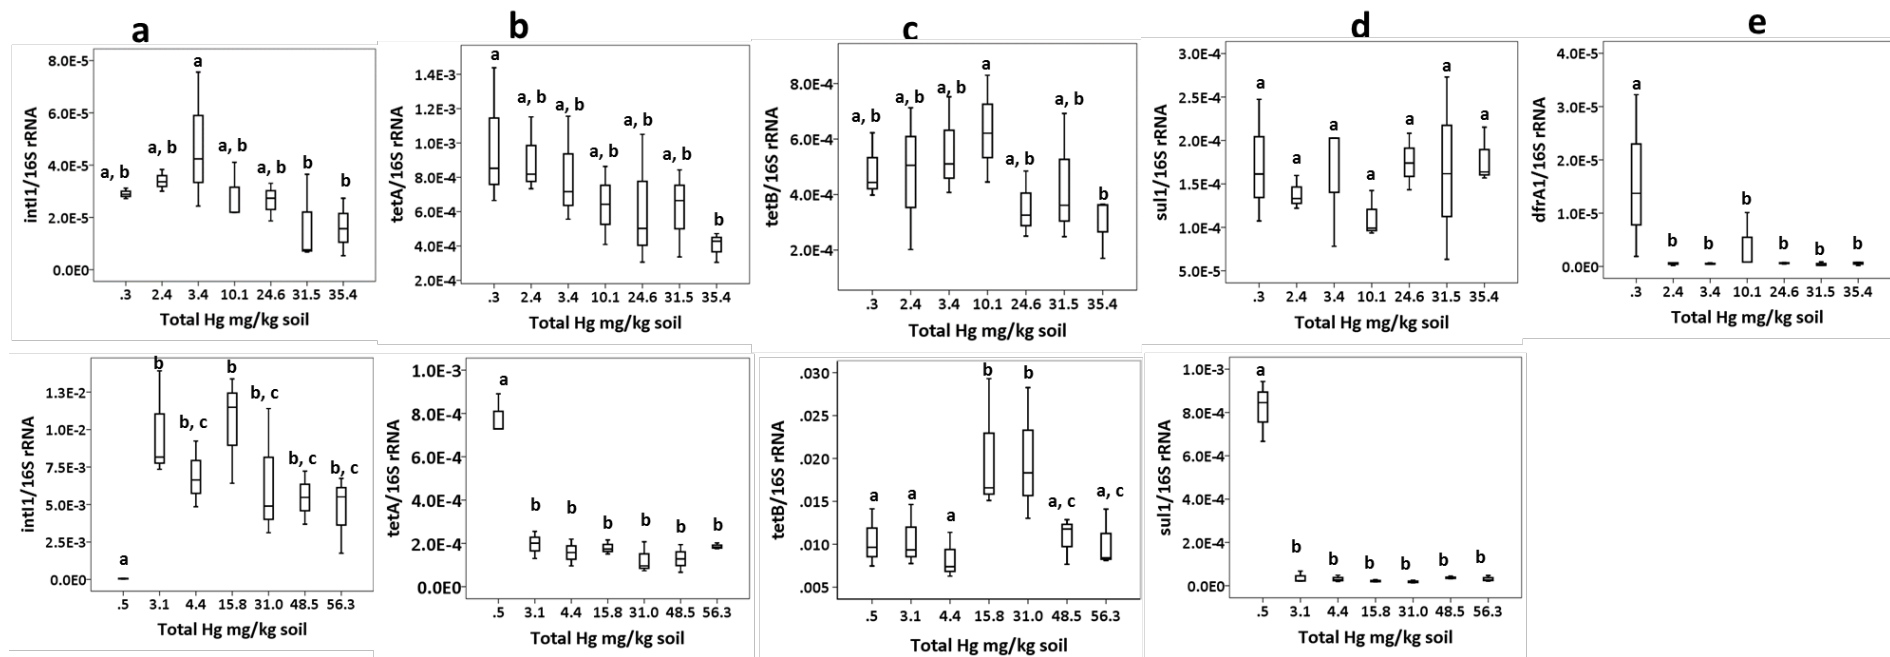 a b c d e
intI1/16S rRNA
8.0E-5
6.0E-5
4.0E-5
2.0E-5
0.0E0
a, b
a, b
a
a, b
a, b
b
b
.3 2.4 3.4 10.1 24.6 31.5 35.4
Total Hg mg/kg soil
tetA/16S rRNA
1.4E-3
1.2E-3
1.0E-3
8.0E-4
6.0E-4
4.0E-4
2.0E-4
a
a, b
a, b
a, b
a, b
a, b
b
.3 2.4 3.4 10.1 24.6 31.5 35.4
Total Hg mg/kg soil
tetB/16S rRNA
8.0E-4
6.0E-4
4.0E-4
2.0E-4
a, b
a, b
a, b
a
a, b
a, b
b
.3 2.4 3.4 10.1 24.6 31.5 35.4
Total Hg mg/kg soil
sul1/16S rRNA
3.0E-4
2.5E-4
2.0E-4
1.5E-4
1.0E-4
5.0E-5
a
a
a
a
a
a
a
.3 2.4 3.4 10.1 24.6 31.5 35.4
Total Hg mg/kg soil
dfrA1/16S rRNA
4.0E-5
3.0E-5
2.0E-5
1.0E-5
0.0E0
a
b
b
b
b
b
b
.3 2.4 3.4 10.1 24.6 31.5 35.4
Total Hg mg/kg soil
intI1/16S rRNA
1.3E-2
1.0E-2
7.5E-3
5.0E-3
2.5E-3
0.0E0
a
b
b, c
b
b, c
b, c
b, c
.5 3.1 4.4 15.8 31.0 48.5 56.3
Total Hg mg/kg soil
tetA/16S rRNA
1.0E-3
8.0E-4
6.0E-4
4.0E-4
2.0E-4
0.0E0
a
b
b
b
b
b
b
.5 3.1 4.4 15.8 31.0 48.5 56.3
Total Hg mg/kg soil
tetB/16S rRNA
.030
.025
.020
.015
.010
.005
a
a
a
b
b
a, c
a, c
.5 3.1 4.4 15.8 31.0 48.5 56.3
Total Hg mg/kg soil
sul1/16S rRNA
1.0E-3
8.0E-4
6.0E-4
4.0E-4
2.0E-4
0.0E0
a
b
b
b
b
b
b
.5 3.1 4.4 15.8 31.0 48.5 56.3
Total Hg mg/kg soil